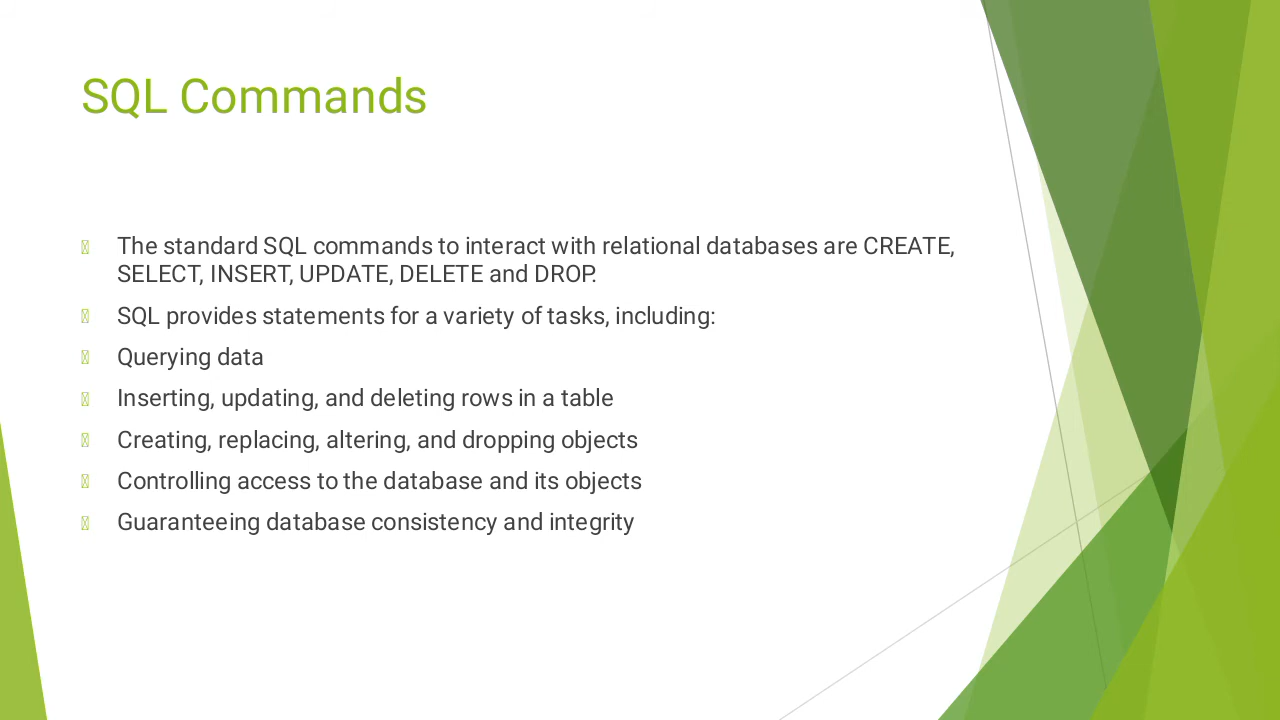 SQL Commands
The standard SQL commands to interact with relational databases are CREATE,
SELECT, INSERT, UPDATE, DELETE and DROP.
SQL provides statements for a variety of tasks, including:
Querying data
Inserting, updating, and deleting rows in a table
Creating, replacing, altering, and dropping objects
Controlling access to the database and its objects
Guaranteeing database consistency and integrity